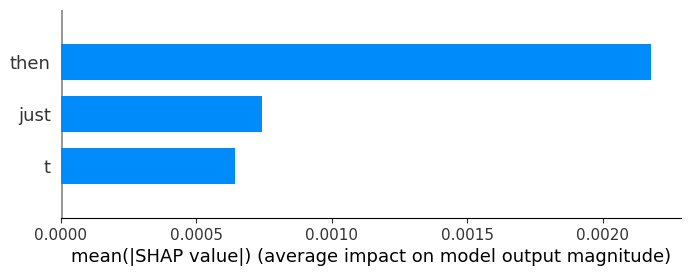 then
just
t
0.0000 0.0005 0.0010 0.0015 0.0020
mean(|SHAP value|) (average impact on model output magnitude)